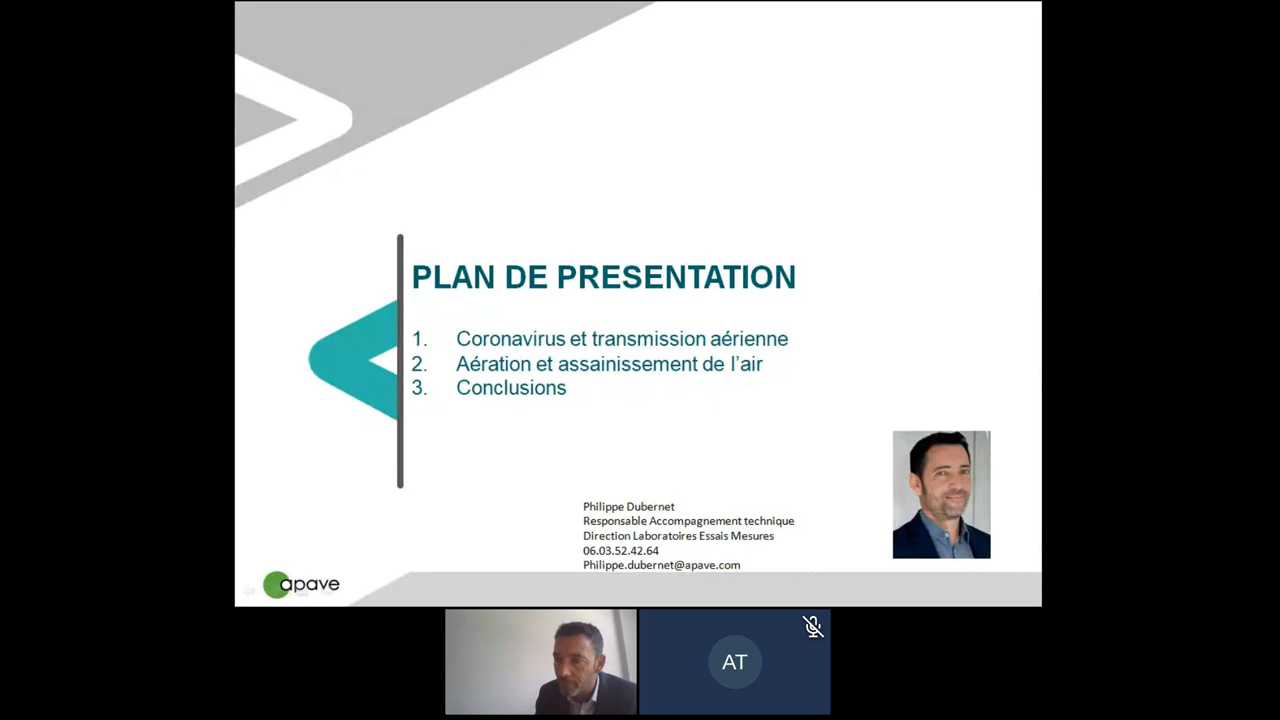 PLAN DE PRESENTATION
1. Coronavirus et transmission aérienne
2. Aération et assainissement de l’air
3. Conclusions
Philippe Dubernet
Responsable Accompagnement technique
Direction Laboratoires Essais Mesures
06.03.52.42.64
Philippe.dubernet@apave.com
apave
AT